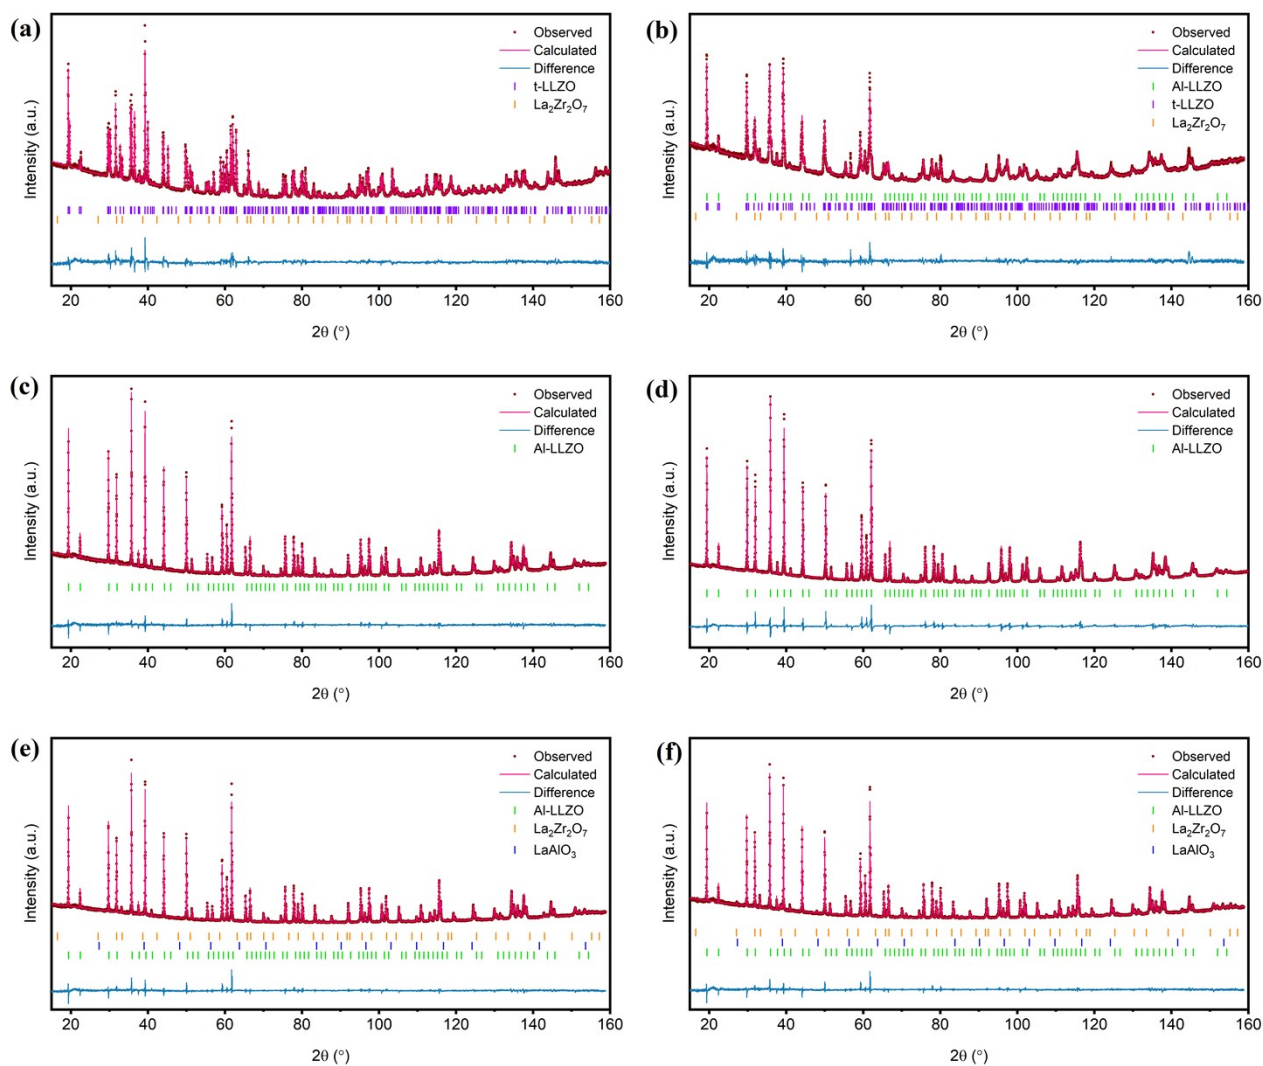 (a)
Observed
Calculated
Difference
t-LLZO
La₂Zr₂O₇
Intensity (a.u.)
20 40 60 80 100 120 140 160
2θ (°)
(b)
Observed
Calculated
Difference
Al-LLZO
t-LLZO
La₂Zr₂O₇
Intensity (a.u.)
20 40 60 80 100 120 140 160
2θ (°)
(c)
Observed
Calculated
Difference
Al-LLZO
Intensity (a.u.)
20 40 60 80 100 120 140 160
2θ (°)
(d)
Observed
Calculated
Difference
Al-LLZO
Intensity (a.u.)
20 40 60 80 100 120 140 160
2θ (°)
(e)
Observed
Calculated
Difference
Al-LLZO
La₂Zr₂O₇
LaAlO₃
Intensity (a.u.)
20 40 60 80 100 120 140 160
2θ (°)
(f)
Observed
Calculated
Difference
Al-LLZO
La₂Zr₂O₇
LaAlO₃
Intensity (a.u.)
20 40 60 80 100 120 140 160
2θ (°)